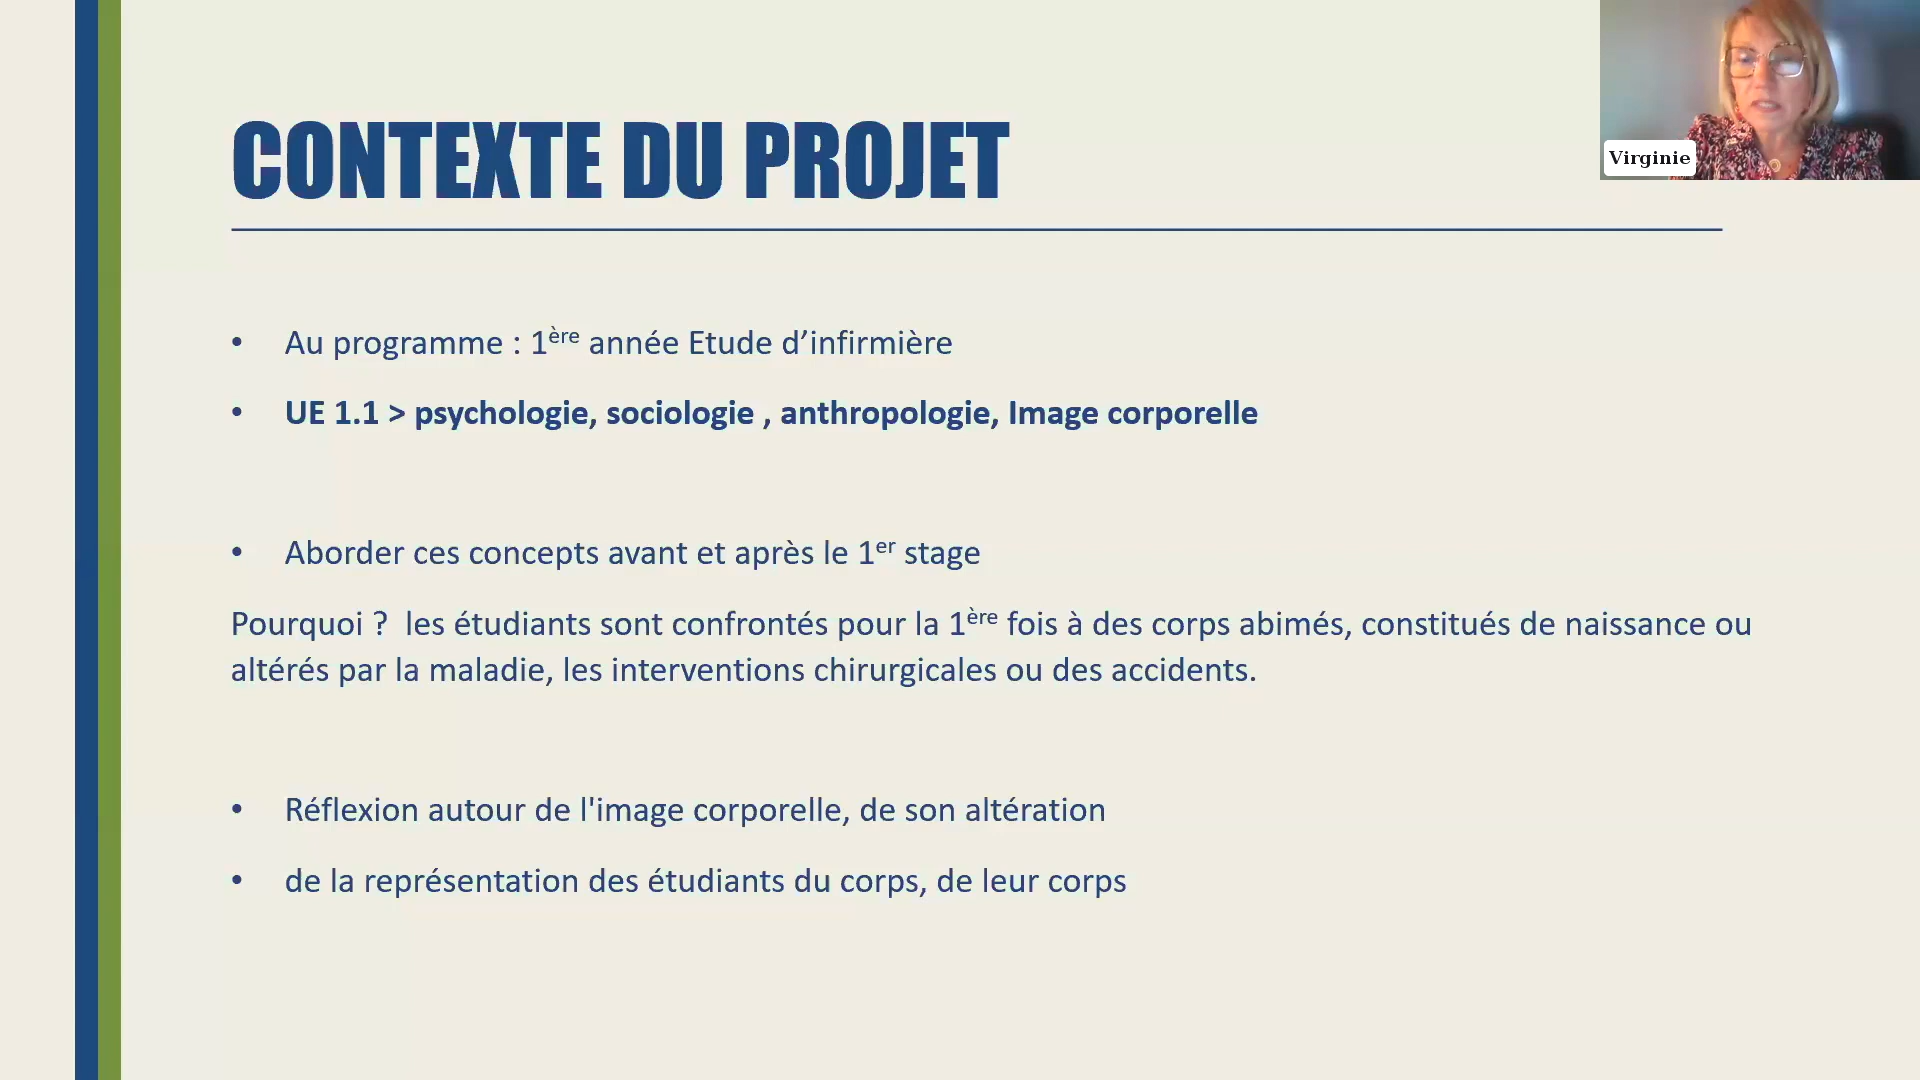 CONTEXTE DU PROJET
Virginie
• Au programme : 1ère année Etude d’infirmière
• UE 1.1 > psychologie, sociologie , anthropologie, Image corporelle
• Aborder ces concepts avant et après le 1er stage
Pourquoi ?  les étudiants sont confrontés pour la 1ère fois à des corps abimés, constitués de naissance ou
altérés par la maladie, les interventions chirurgicales ou des accidents.
• Réflexion autour de l'image corporelle, de son altération
• de la représentation des étudiants du corps, de leur corps